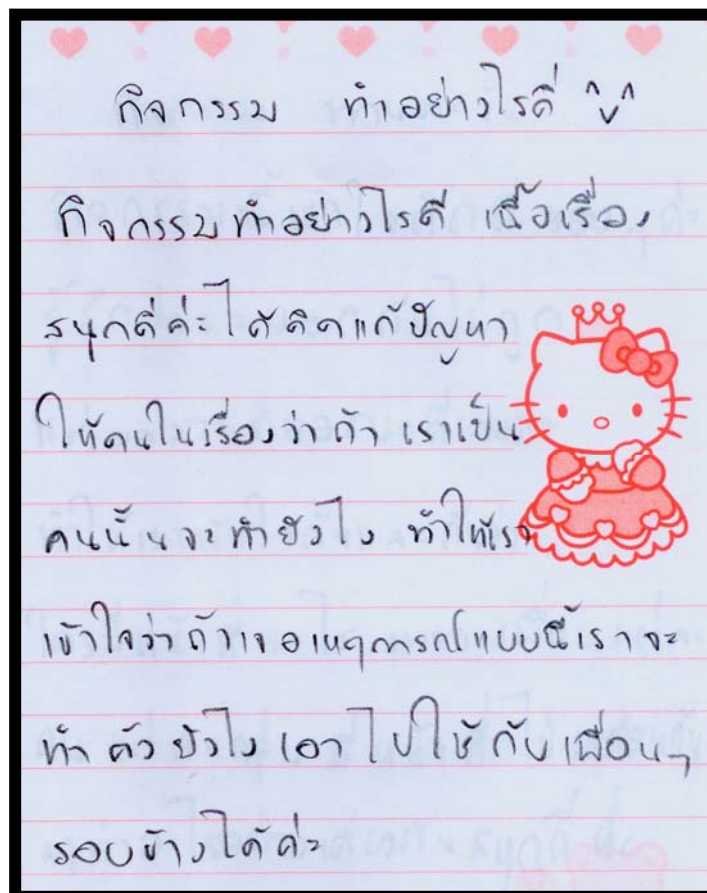 กิจกรรม ทำอย่างไรดี ^v^
กิจกรรมทำอย่างไรดี เนื้อเรื่อง
สนุกดีค่ะ ได้คิดแก้ปัญหา
ให้คนในเรื่องว่าถ้า เราเป็น
คนนั้นจะทำยังไง ทำให้เรา
เข้าใจว่าถ้าเจอเหตุการณ์แบบนี้เราจะ
ทำตัวยังไง เอาไปใช้กับเพื่อนๆ
รอบข้างได้ค่ะ